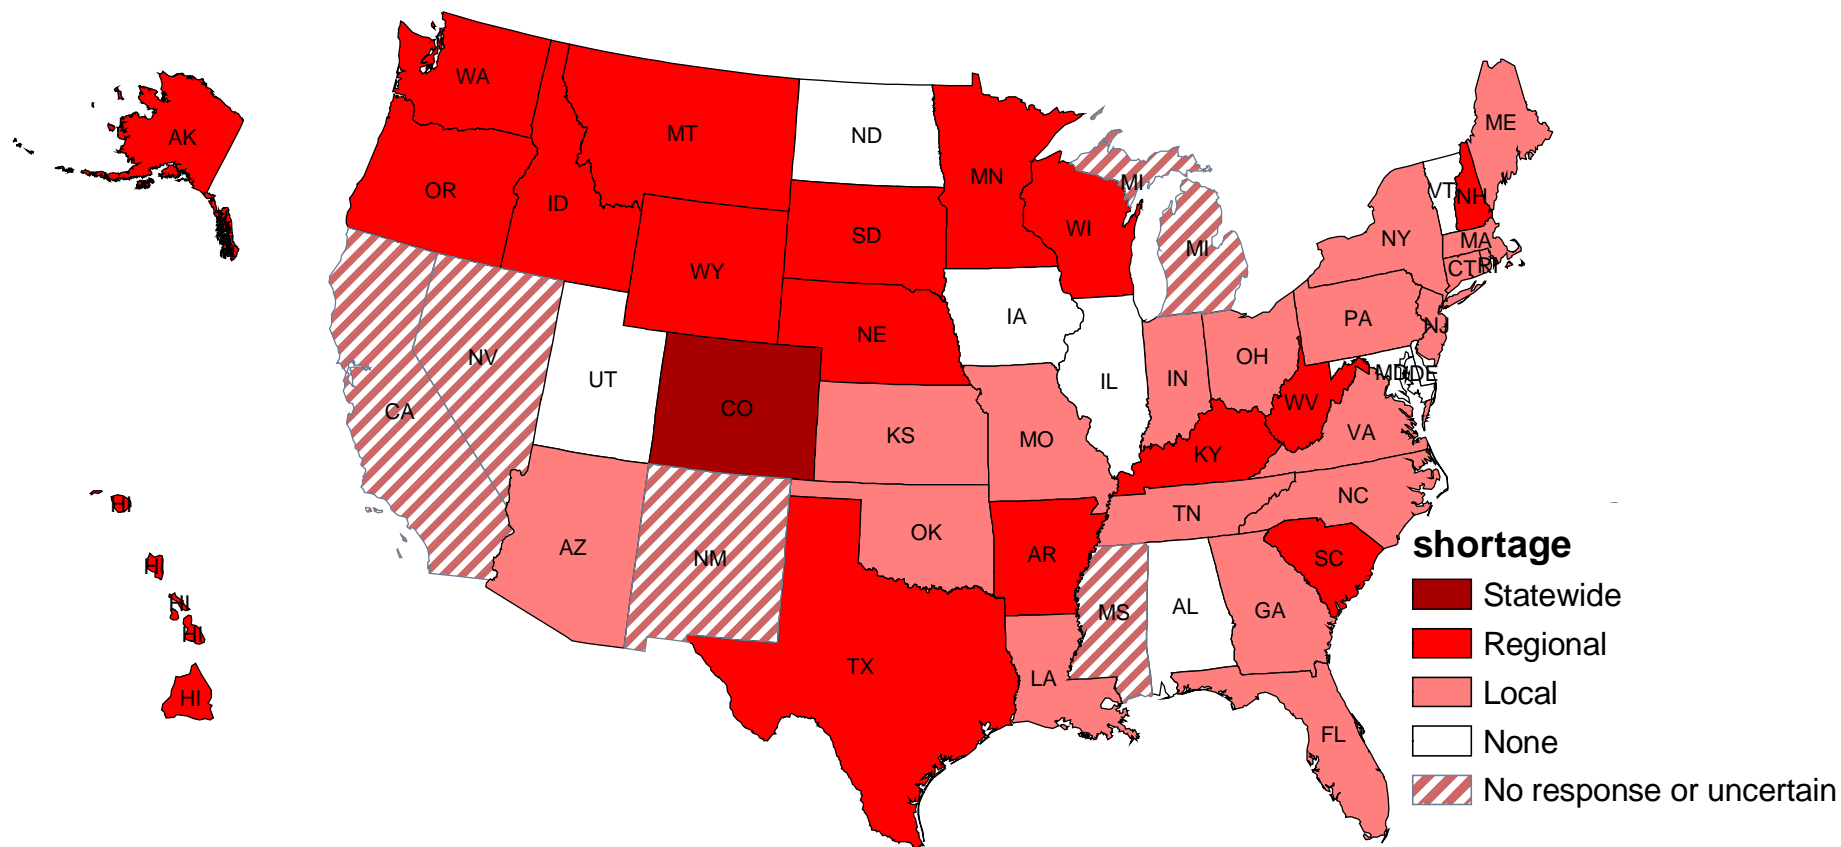 WA
MT
ND
ME
AK
MN
MI
VT
NH
OR
ID
SD
WI
MI
NY
MA
CT
RI
WY
IA
PA
NJ
NE
NV
UT
OH
IL
IN
MD
DE
CA
CO
KS
MO
WV
VA
KY
NC
TN
HI
AZ
NM
OK
AR
SC
HI
HI
HI
HI
MS
AL
GA
TX
LA
FL
shortage
Statewide
Regional
Local
None
No response or uncertain